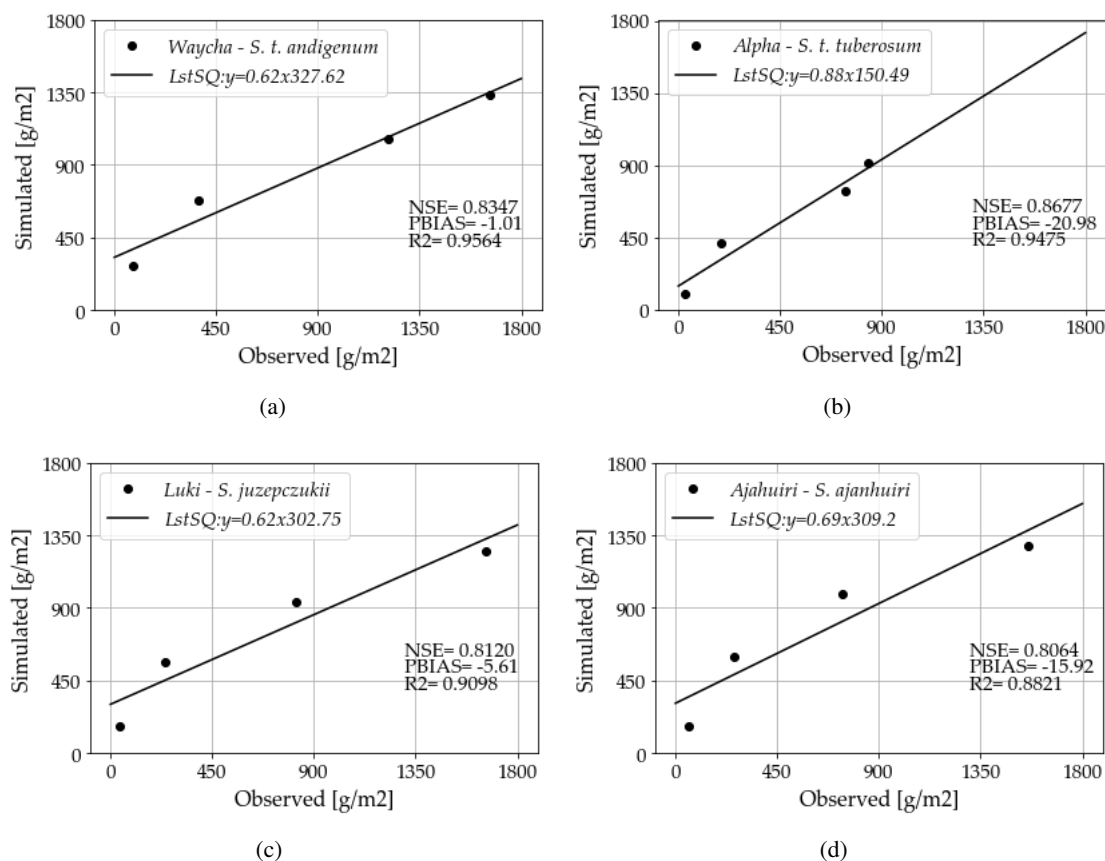 1800
1350
900
450
0
Simulated [g/m2]
Waycha - S. t. andigenum
LstSQ:y=0.62x327.62
NSE= 0.8347
PBIAS= -1.01
R2= 0.9564
0 450 900 1350 1800
Observed [g/m2]
(a)
1800
1350
900
450
0
Simulated [g/m2]
Alpha - S. t. tuberosum
LstSQ:y=0.88x150.49
NSE= 0.8677
PBIAS= -20.98
R2= 0.9475
0 450 900 1350 1800
Observed [g/m2]
(b)
1800
1350
900
450
0
Simulated [g/m2]
Luki - S. juzepczukii
LstSQ:y=0.62x302.75
NSE= 0.8120
PBIAS= -5.61
R2= 0.9098
0 450 900 1350 1800
Observed [g/m2]
(c)
1800
1350
900
450
0
Simulated [g/m2]
Ajahuiri - S. ajanhuiri
LstSQ:y=0.69x309.2
NSE= 0.8064
PBIAS= -15.92
R2= 0.8821
0 450 900 1350 1800
Observed [g/m2]
(d)